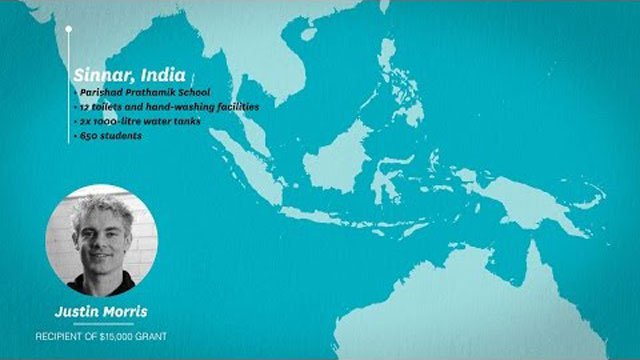 Sinnar, India
• Parishad Prathamik School
• 12 toilets and hand-washing facilities
• 2x 1000-litre water tanks
• 650 students
Justin Morris
RECIPIENT OF $15,000 GRANT